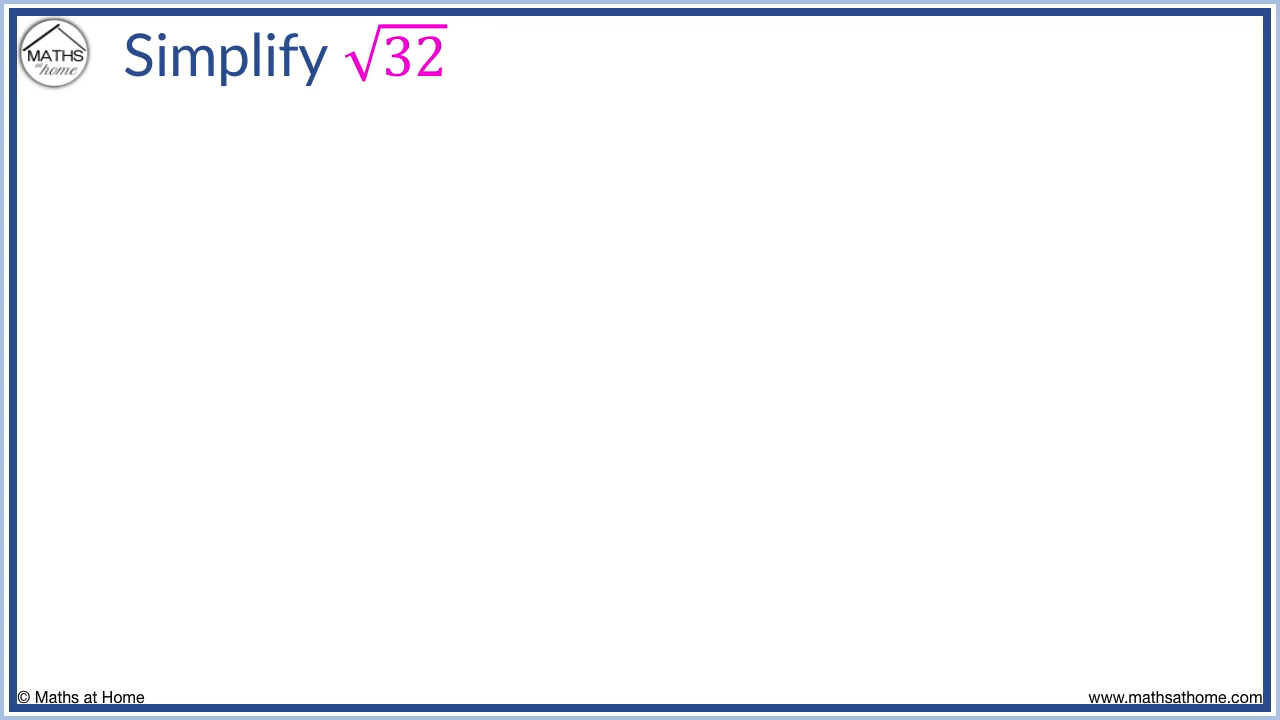 MATHS
at
home
Simplify √32
© Maths at Home
www.mathsathome.com